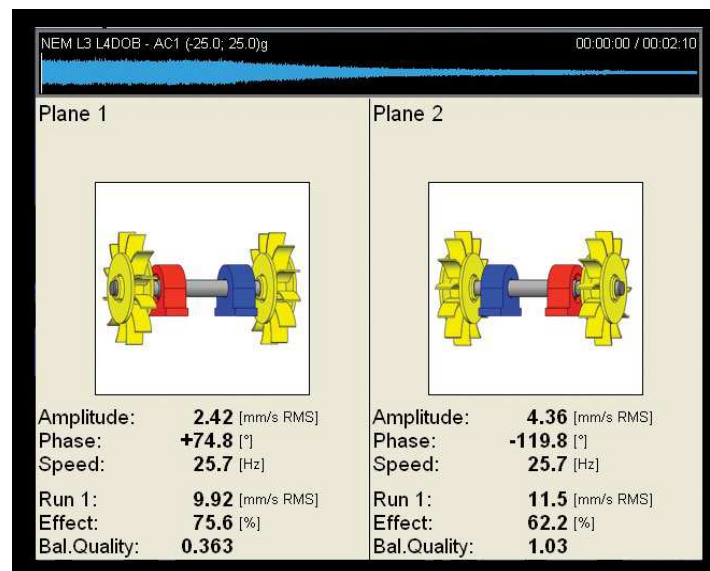 NEM L3 L4DOB - AC1 (-25.0; 25.0)g 00:00:00 / 00:02:10
Plane 1
Amplitude: 2.42 [mm/s RMS]
Phase: +74.8 [°]
Speed: 25.7 [Hz]
Run 1: 9.92 [mm/s RMS]
Effect: 75.6 [%]
Bal.Quality: 0.363
Plane 2
Amplitude: 4.36 [mm/s RMS]
Phase: -119.8 [°]
Speed: 25.7 [Hz]
Run 1: 11.5 [mm/s RMS]
Effect: 62.2 [%]
Bal.Quality: 1.03